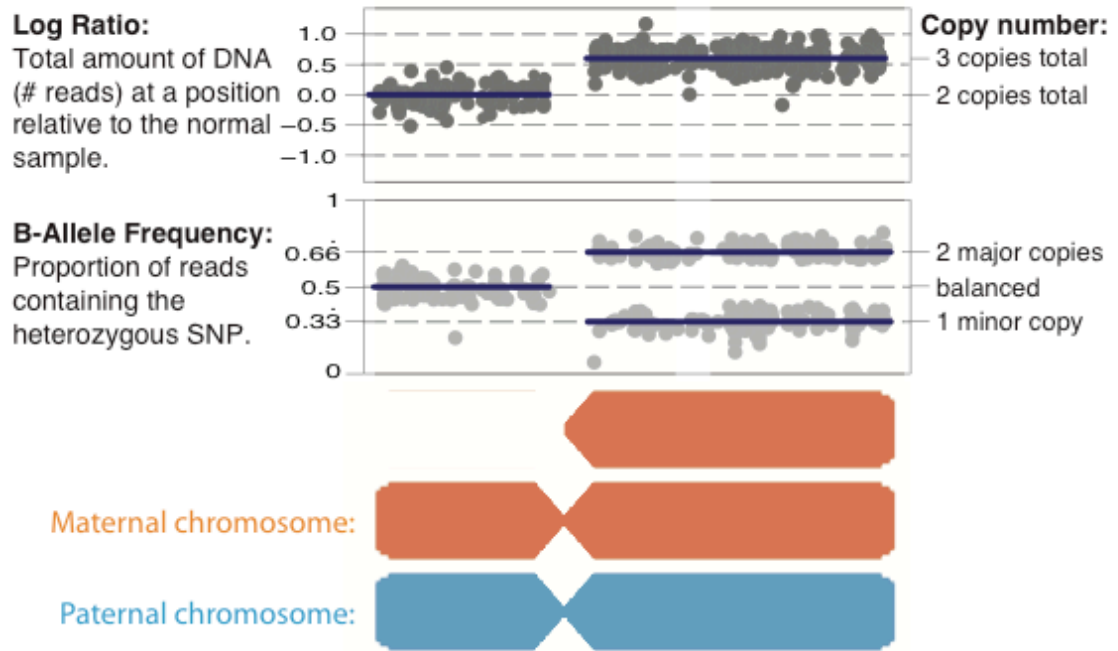 Log Ratio:
Total amount of DNA
(# reads) at a position
relative to the normal
sample.
1.0
0.5
0.0
−0.5
−1.0
Copy number:
3 copies total
2 copies total
B-Allele Frequency:
Proportion of reads
containing the
heterozygous SNP.
1
0.66
0.5
0.33
0
2 major copies
balanced
1 minor copy
Maternal chromosome:
Paternal chromosome: